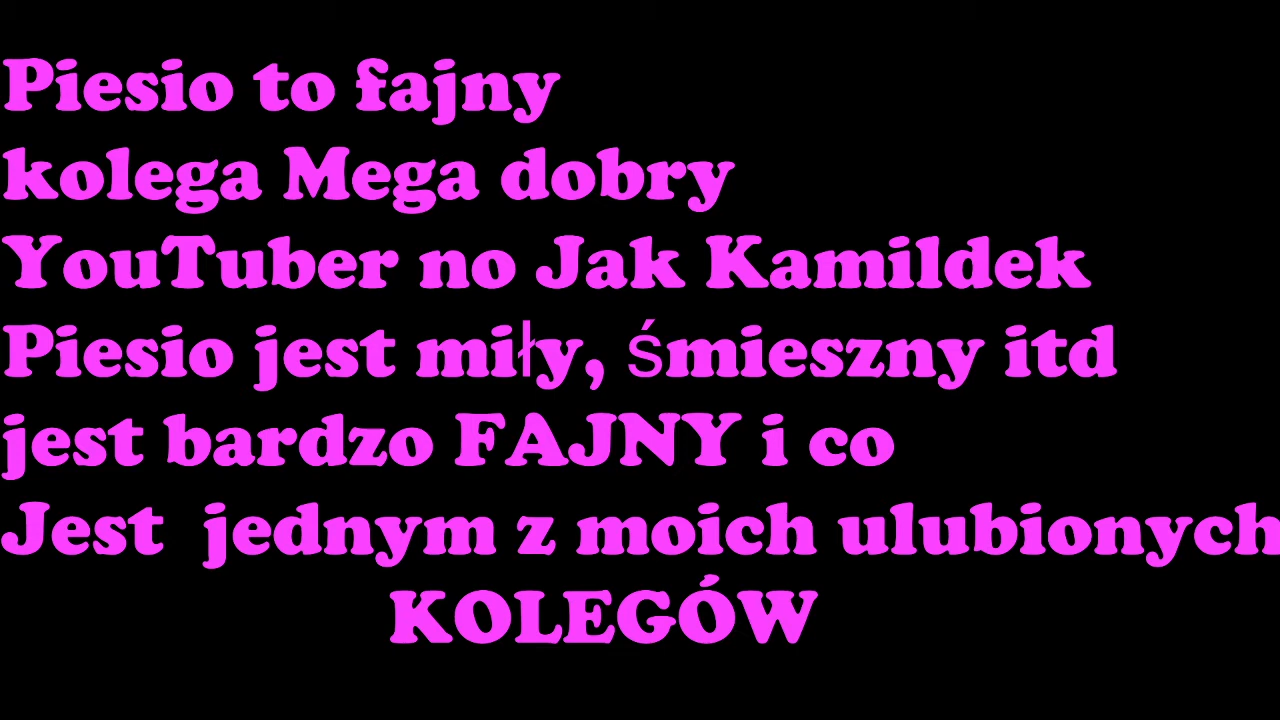 Piesio to fajny
kolega Mega dobry
YouTuber no Jak Kamildek
Piesio jest miły, śmieszny itd
jest bardzo FAJNY i co
Jest  jednym z moich ulubionych
KOLEGÓW